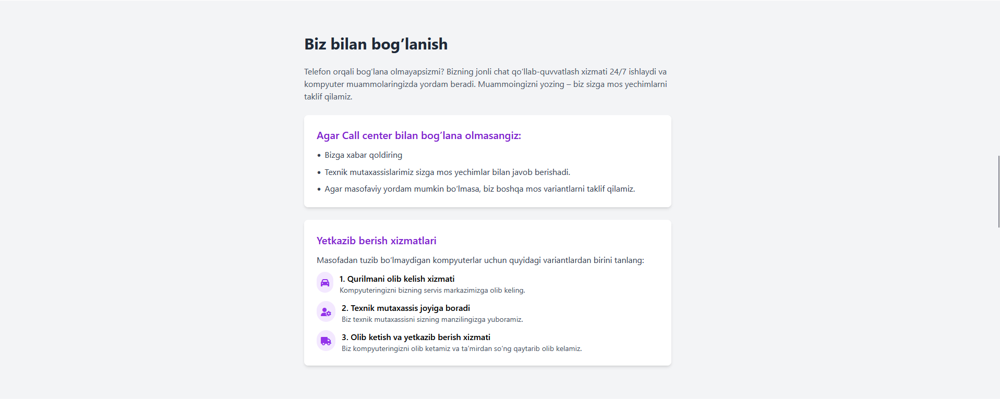 Biz bilan bog’lanish
Telefon orqali bog‘lana olmayapsizmi? Bizning jonli chat qo‘llab-quvvatlash xizmati 24/7 ishlaydi va
kompyuter muammolaringizda yordam beradi. Muammoingizni yozing – biz sizga mos yechimlarni
taklif qilamiz.
Agar Call center bilan bog’lana olmasangiz:
• Bizga xabar qoldiring
• Texnik mutaxassislarimiz sizga mos yechimlar bilan javob berishadi.
• Agar masofaviy yordam mumkin bo‘lmasa, biz boshqa mos variantlarni taklif qilamiz.
Yetkazib berish xizmatlari
Masofadan tuzib bo‘lmaydigan kompyuterlar uchun quyidagi variantlardan birini tanlang:
1. Qurilmani olib kelish xizmati
Kompyuteringizni bizning servis markazimizga olib keling.
2. Texnik mutaxassis joyiga boradi
Biz texnik mutaxassisni sizning manzilingizga yuboramiz.
3. Olib ketish va yetkazib berish xizmati
Biz kompyuteringizni olib ketamiz va ta’mirdan so‘ng qaytarib olib kelamiz.